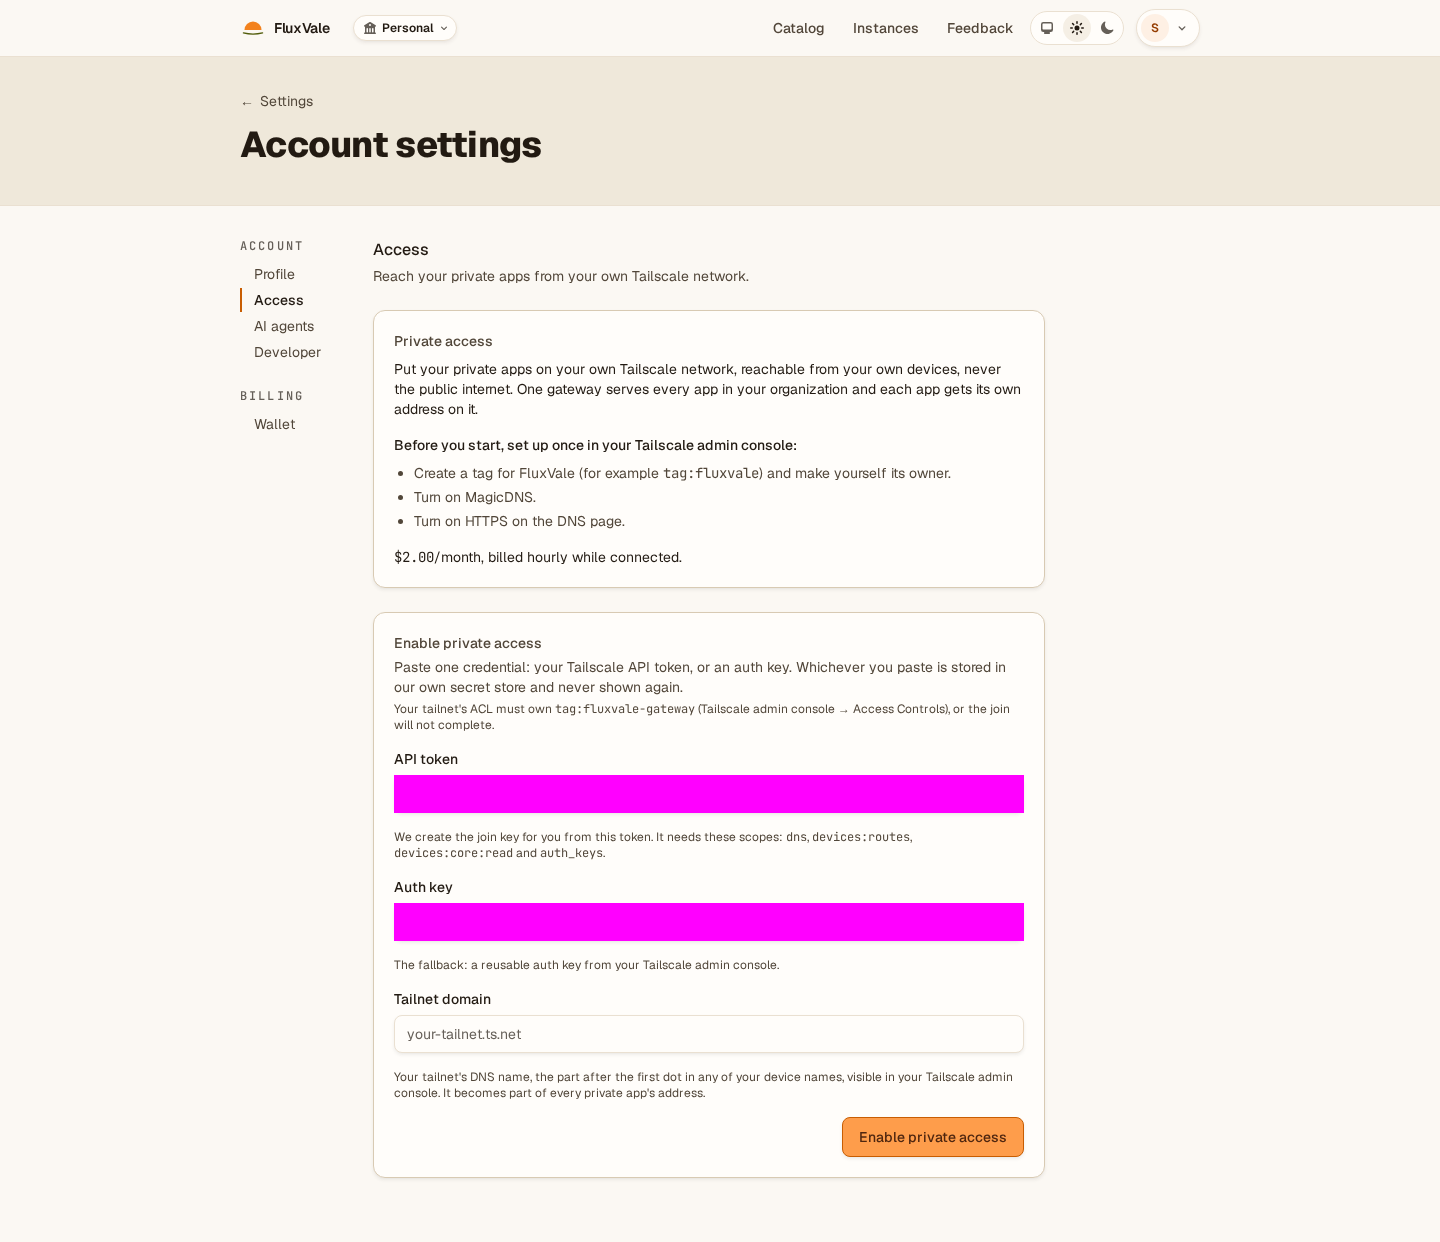 FluxVale
Personal
Catalog
Instances
Feedback
S
← Settings
Account settings
ACCOUNT
Profile
Access
AI agents
Developer
BILLING
Wallet
Access
Reach your private apps from your own Tailscale network.
Private access
Put your private apps on your own Tailscale network, reachable from your own devices, never
the public internet. One gateway serves every app in your organization and each app gets its own
address on it.
Before you start, set up once in your Tailscale admin console:
• Create a tag for FluxVale (for example tag:fluxvale) and make yourself its owner.
• Turn on MagicDNS.
• Turn on HTTPS on the DNS page.
$2.00/month, billed hourly while connected.
Enable private access
Paste one credential: your Tailscale API token, or an auth key. Whichever you paste is stored in
our own secret store and never shown again.
Your tailnet's ACL must own tag:fluxvale-gateway (Tailscale admin console → Access Controls), or the join
will not complete.
API token
We create the join key for you from this token. It needs these scopes: dns, devices:routes,
devices:core:read and auth_keys.
Auth key
The fallback: a reusable auth key from your Tailscale admin console.
Tailnet domain
your-tailnet.ts.net
Your tailnet's DNS name, the part after the first dot in any of your device names, visible in your Tailscale admin
console. It becomes part of every private app's address.
Enable private access